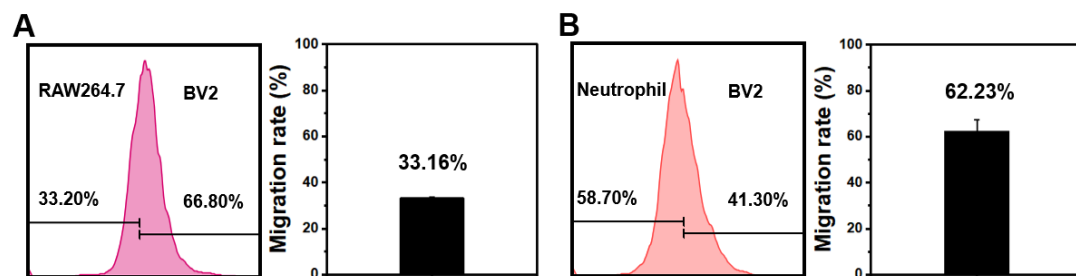 A
RAW264.7 BV2
33.20% 66.80%
Migration rate (%)
100
80
60
40
20
0
33.16%
B
Neutrophil BV2
58.70% 41.30%
Migration rate (%)
100
80
60
40
20
0
62.23%